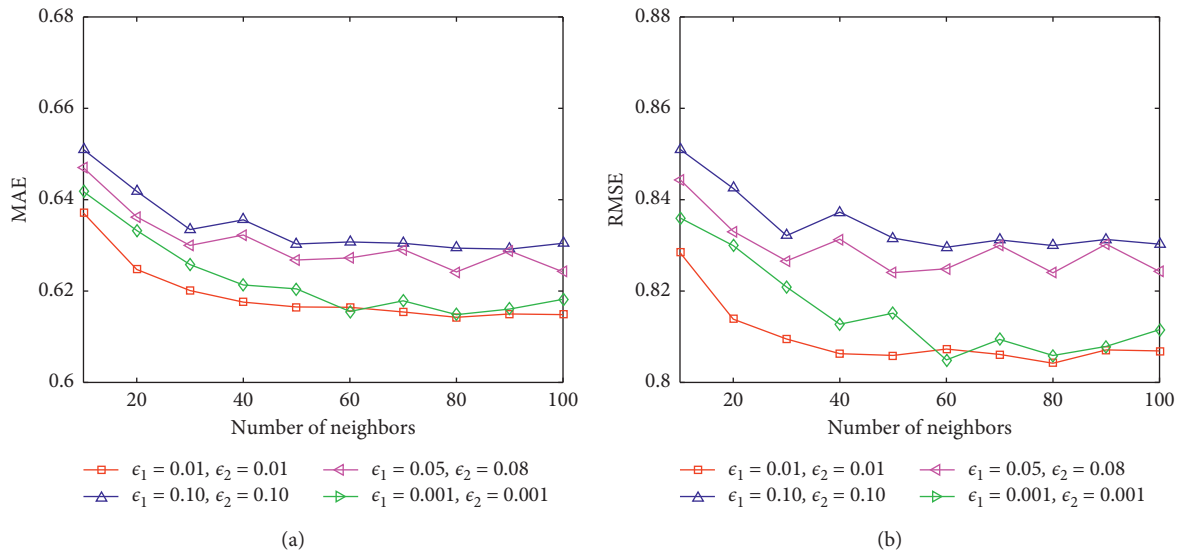 0.68
0.66
0.64
0.62
0.6
MAE
20
40
60
80
100
Number of neighbors
ϵ1 = 0.01, ϵ2 = 0.01
ϵ1 = 0.10, ϵ2 = 0.10
ϵ1 = 0.05, ϵ2 = 0.08
ϵ1 = 0.001, ϵ2 = 0.001
(a)
0.88
0.86
0.84
0.82
0.8
RMSE
20
40
60
80
100
Number of neighbors
ϵ1 = 0.01, ϵ2 = 0.01
ϵ1 = 0.10, ϵ2 = 0.10
ϵ1 = 0.05, ϵ2 = 0.08
ϵ1 = 0.001, ϵ2 = 0.001
(b)